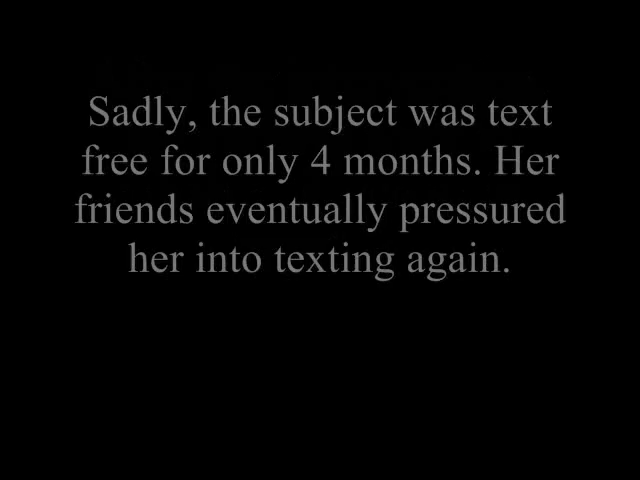 Sadly, the subject was text
free for only 4 months. Her
friends eventually pressured
her into texting again.